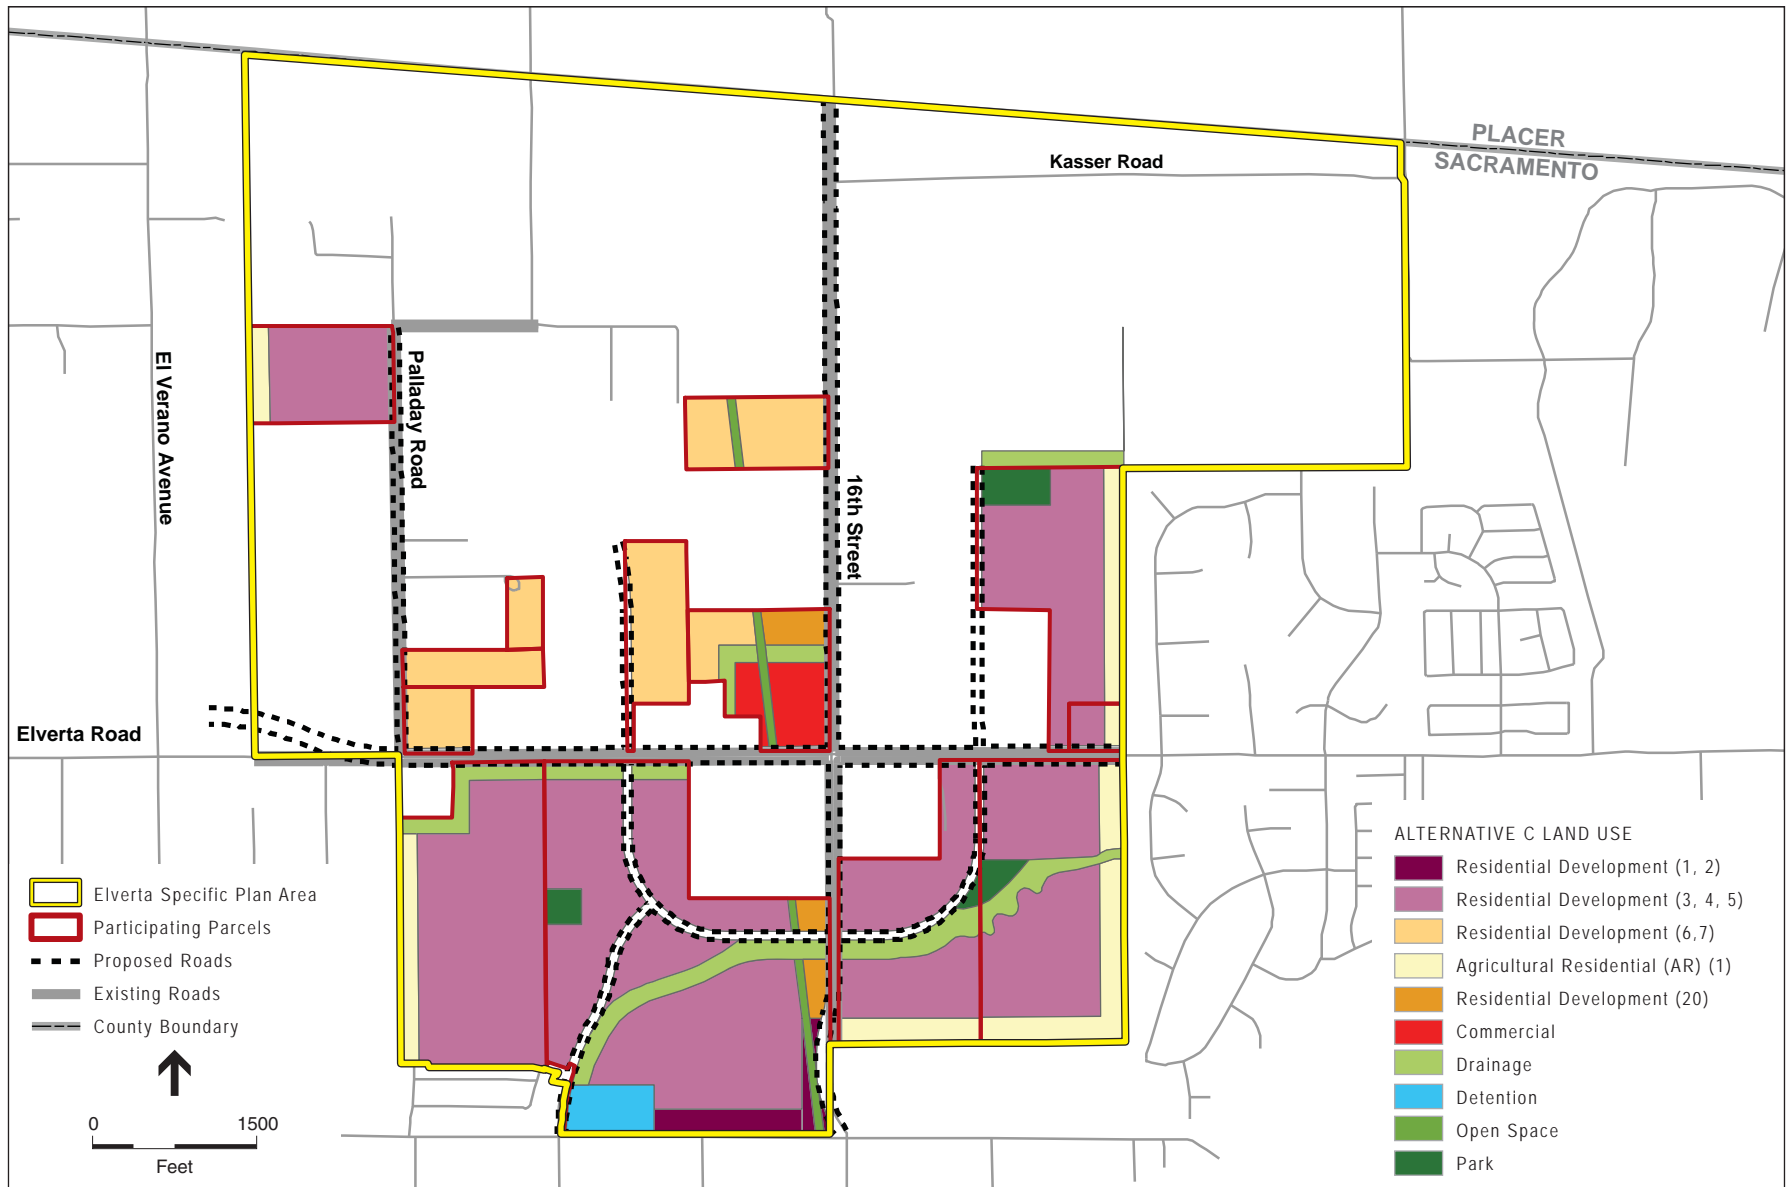 PLACER
SACRAMENTO
Kasser Road
El Verano Avenue
Palladay Road
16th Street
Elverta Road
Elverta Specific Plan Area
Participating Parcels
Proposed Roads
Existing Roads
County Boundary
0 1500
Feet
ALTERNATIVE C LAND USE
Residential Development (1, 2)
Residential Development (3, 4, 5)
Residential Development (6,7)
Agricultural Residential (AR) (1)
Residential Development (20)
Commercial
Drainage
Detention
Open Space
Park